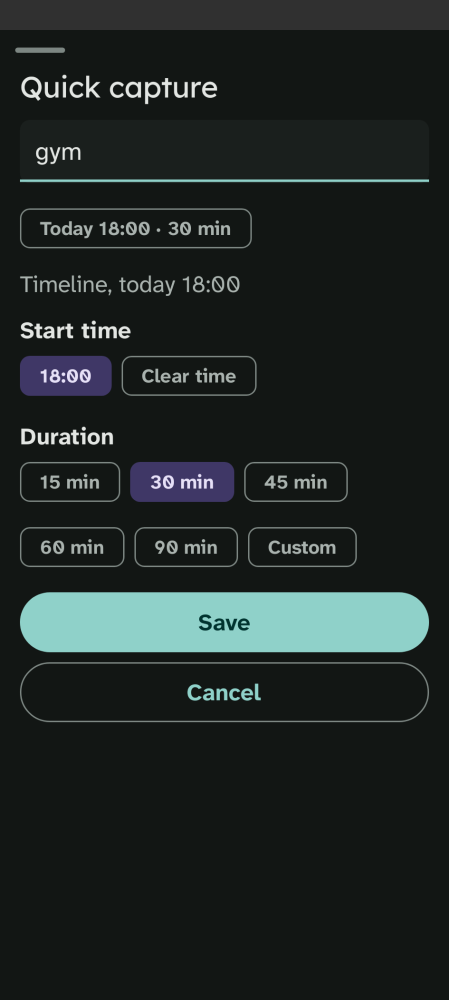 Quick capture
gym
Today 18:00 · 30 min
Timeline, today 18:00
Start time
18:00 Clear time
Duration
15 min 30 min 45 min
60 min 90 min Custom
Save
Cancel